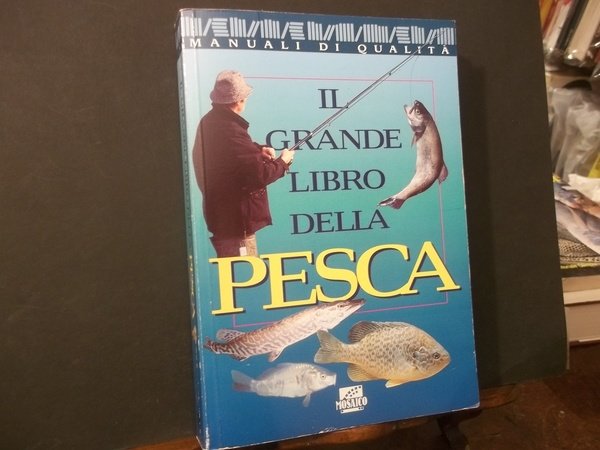 MANUALI DI QUALITÀ
IL
GRANDE
LIBRO
DELLA
PESCA
MOSAICO